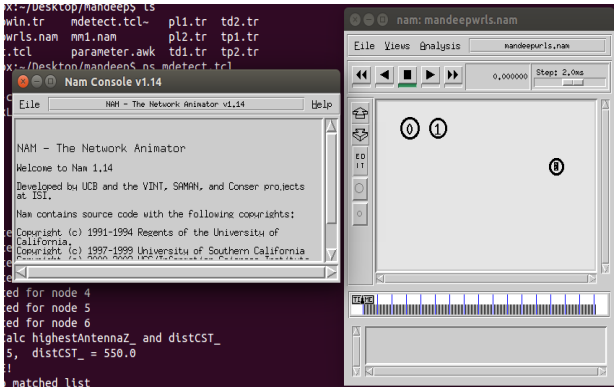 ox:~/Desktop/Mandeep$ ls
win.tr mdetect.tcl~ pl1.tr td2.tr
wrls.nam mm1.nam pl2.tr tp1.tr
.tcl parameter.awk td1.tr tp2.tr
ox:~/Desktop/Mandeep$ ns mdetect.tcl
Nam Console v1.14
File
NAM - The Network Animator v1.14
Help
NAM - The Network Animator
Welcome to Nam 1.14
Developed by UCB and the VINT, SAMAN, and Conser projects
at ISI.
Nam contains source code with the following copyrights:
Copyright (c) 1991-1994 Regents of the University of
California.
Copyright (c) 1997-1999 University of Southern California
ted for node 4
ted for node 5
ted for node 6
Calc highestAntennaZ_ and distCST_
5, distCST_ = 550.0
E!
matched list
nam: mandeepwrls.nam
File Views Analysis
mandeepwrls.nam
0.000000
Step: 2.0ms
ED
IT
0 1
TIME